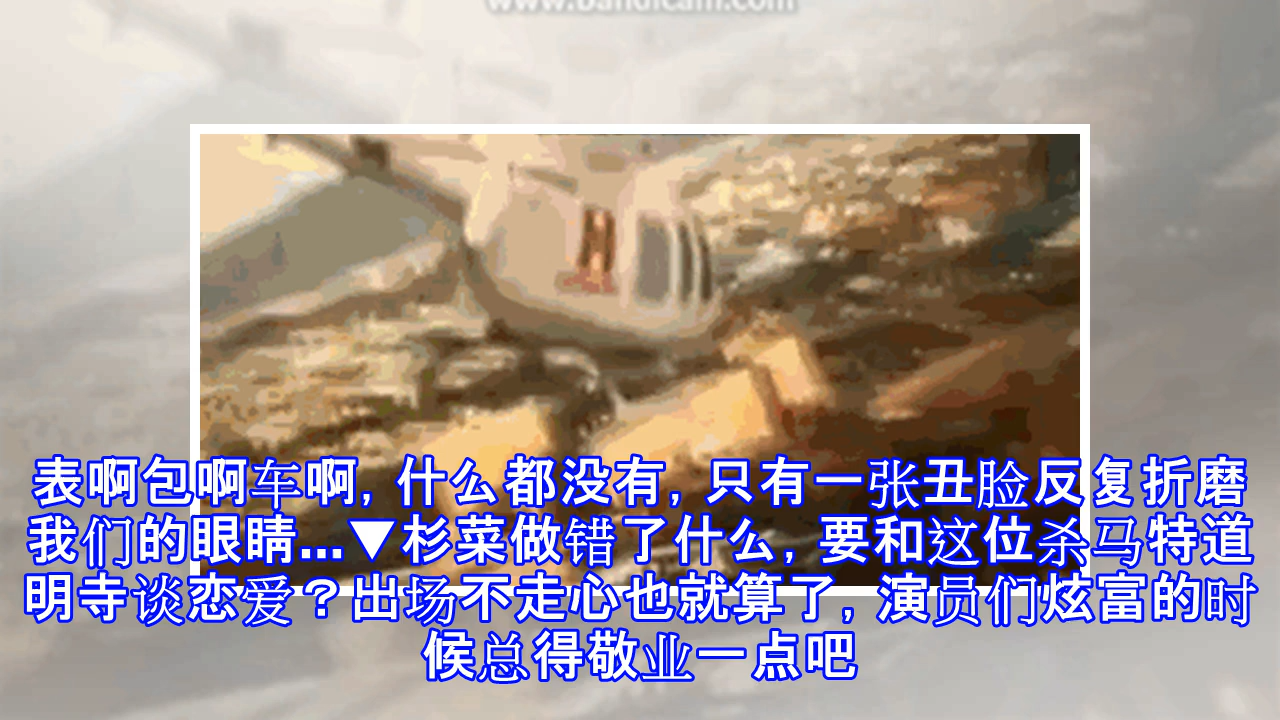 www.bandicam.com
表啊包啊车啊, 什么都没有, 只有一张丑脸反复折磨
我们的眼睛...▼杉菜做错了什么, 要和这位杀马特道
明寺谈恋爱？出场不走心也就算了, 演员们炫富的时
候总得敬业一点吧